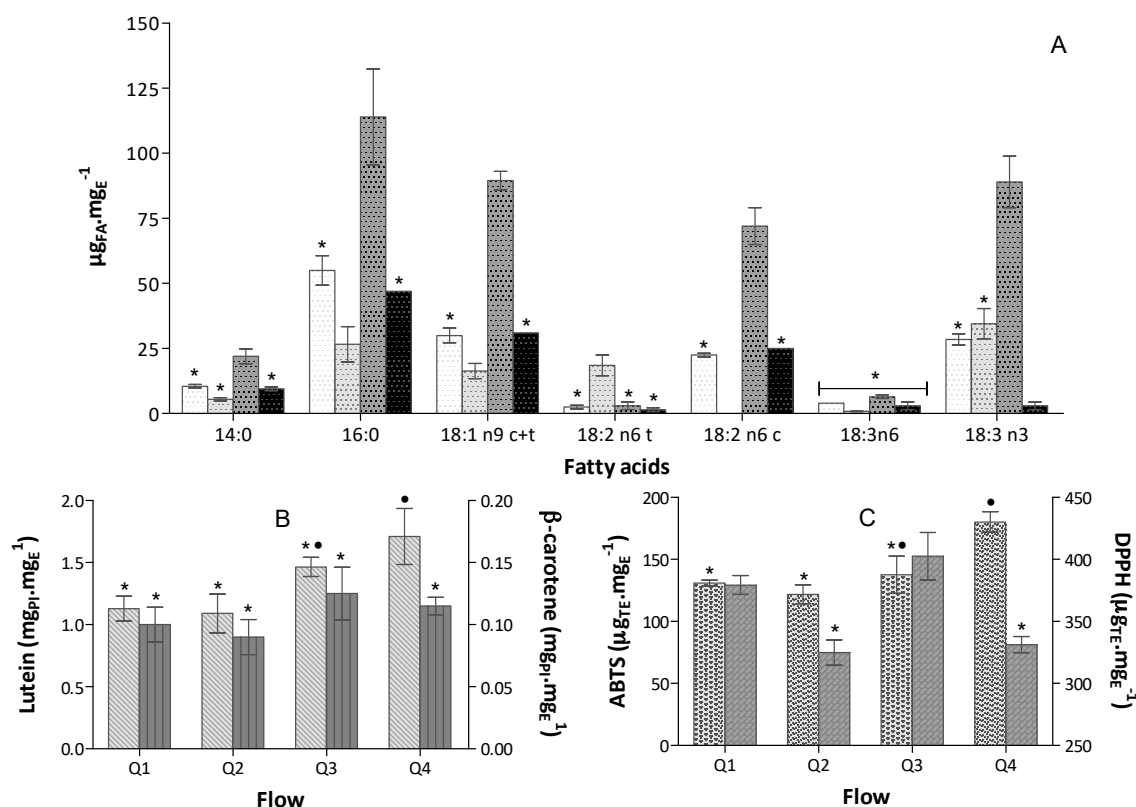 A
150
125
100
75
50
25
0
µgFA.mgE-1
* * * * * * * * * * * * * * *
14:0 16:0 18:1 n9 c+t 18:2 n6 t 18:2 n6 c 18:3n6 18:3 n3
Fatty acids
B
2.0
1.5
1.0
0.5
0.0
Lutein (mgPI.mgE1)
0.20
0.15
0.10
0.05
0.00
β-carotene (mgPI.mgE1)
* * * * * • * • *
Q1 Q2 Q3 Q4
Flow
C
200
150
100
50
0
ABTS (µgTE.mgE-1)
450
400
350
300
250
DPPH (µgTE.mgE-1)
* * * * • • *
Q1 Q2 Q3 Q4
Flow